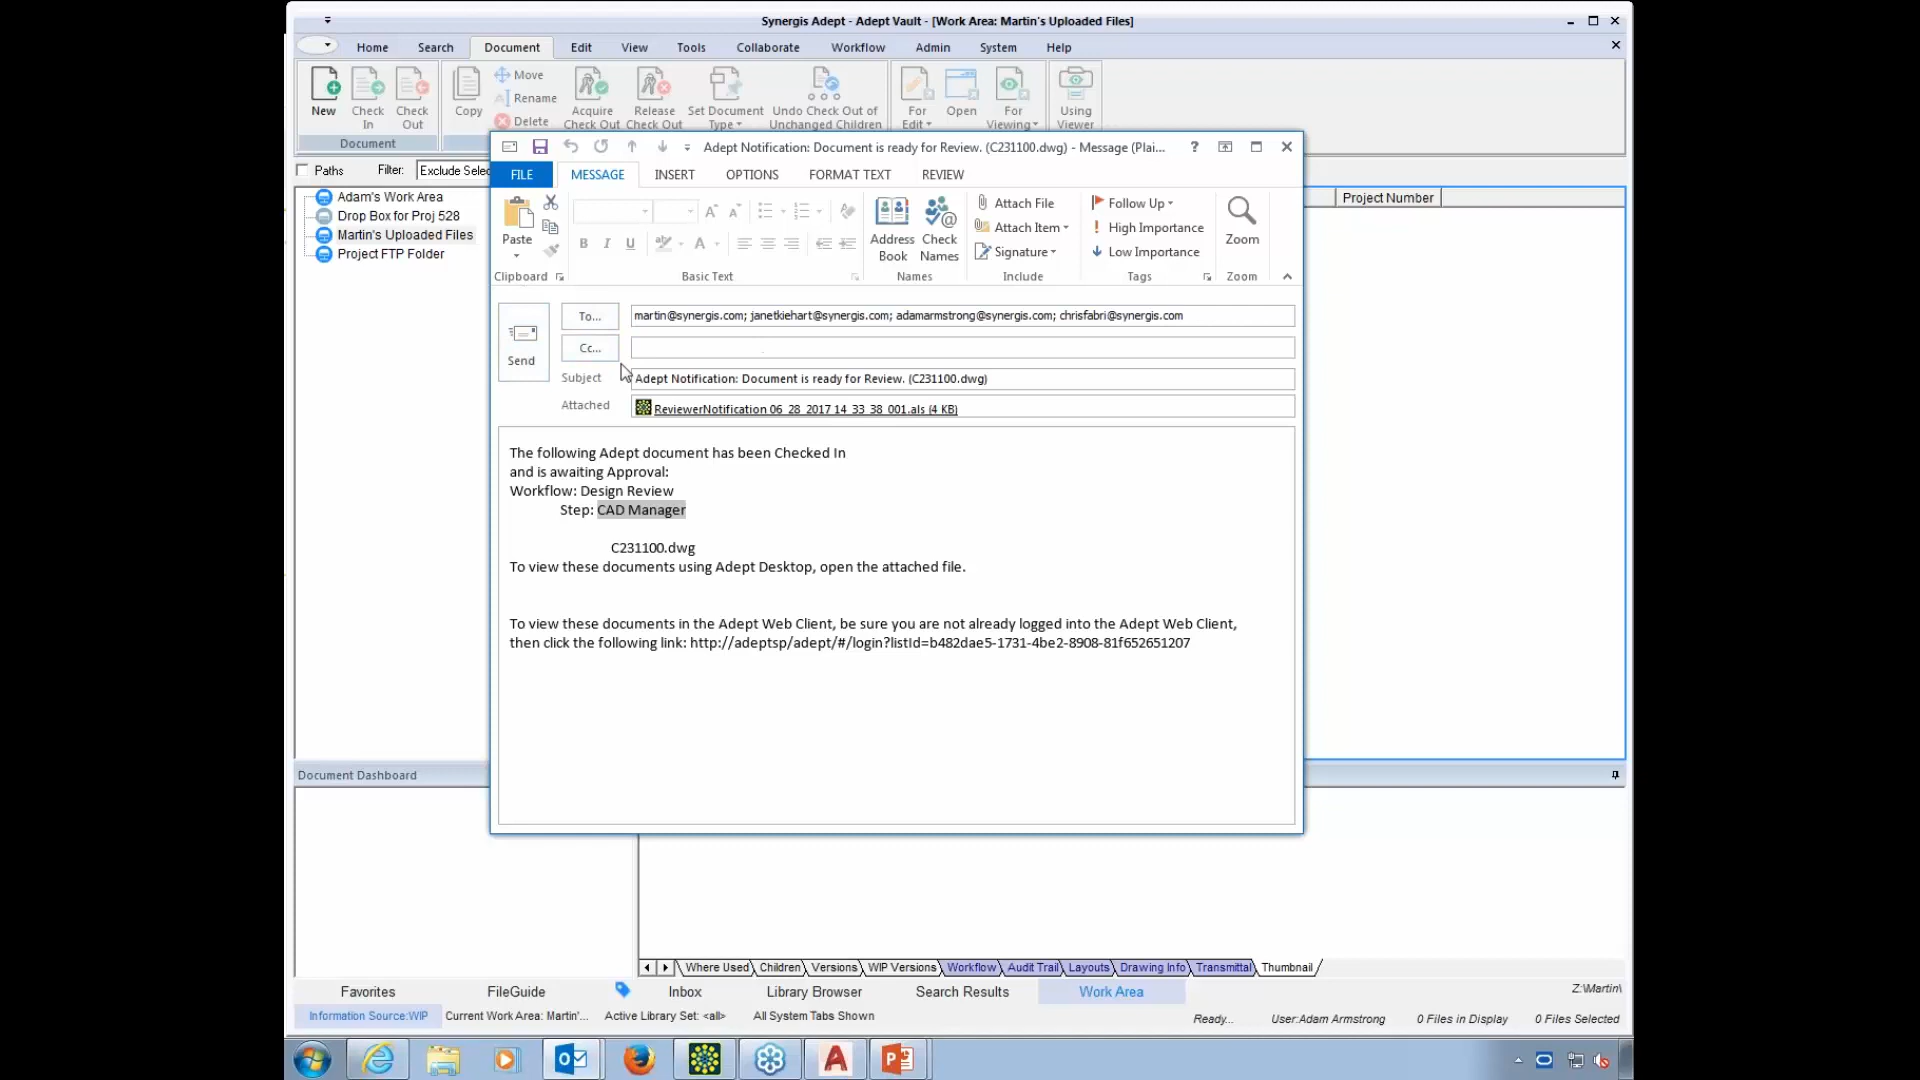 Synergis Adept - Adept Vault - [Work Area: Martin's Uploaded Files]
Home Search Document Edit View Tools Collaborate Workflow Admin System Help
New
Check In
Check Out
Document
Copy
Move
Rename
Delete
Acquire Check Out
Release Check Out
Set Document Type
Undo Check Out of Unchanged Children
For Edit
Open
For Viewing
Using Viewer
Paths Filter: Exclude Selec
Adam's Work Area
Drop Box for Proj 528
Martin's Uploaded Files
Project FTP Folder
Project Number
Adept Notification: Document is ready for Review. (C231100.dwg) - Message (Plai...
FILE MESSAGE INSERT OPTIONS FORMAT TEXT REVIEW
Paste
Clipboard
B I U
Basic Text
Address Book
Check Names
Names
Attach File
Attach Item
Signature
Include
Follow Up
High Importance
Low Importance
Tags
Zoom
Zoom
Send
To... martin@synergis.com; janetkiehart@synergis.com; adamarmstrong@synergis.com; chrisfabri@synergis.com
Cc...
Subject Adept Notification: Document is ready for Review. (C231100.dwg)
Attached ReviewerNotification 06_28_2017 14_33_38_001.als (4 KB)
The following Adept document has been Checked In
and is awaiting Approval:
Workflow: Design Review
Step: CAD Manager
C231100.dwg
To view these documents using Adept Desktop, open the attached file.
To view these documents in the Adept Web Client, be sure you are not already logged into the Adept Web Client,
then click the following link: http://adeptsp/adept/#/login?listId=b482dae5-1731-4be2-8908-81f652651207
Document Dashboard
Where Used Children Versions WIP Versions Workflow Audit Trail Layouts Drawing Info Transmittal Thumbnail
Favorites FileGuide Inbox Library Browser Search Results Work Area
Z:\Martin\
Information Source:WIP Current Work Area: Martin'... Active Library Set: <all> All System Tabs Shown
Ready... User:Adam Armstrong 0 Files in Display 0 Files Selected